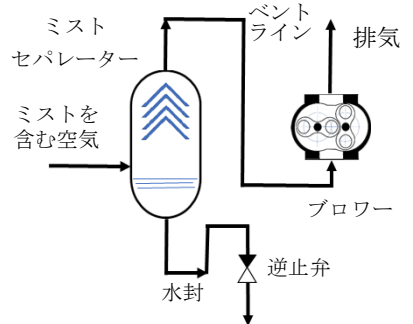 ミスト
セパレーター
ベント
ライン
排気
ミストを
含む空気
ブロワー
水封
逆止弁